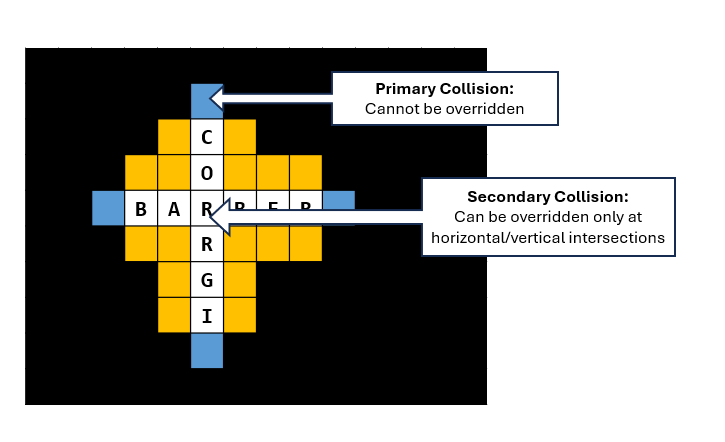 Primary Collision:
Cannot be overridden
C
O
B A R B E R
R
G
I
Secondary Collision:
Can be overridden only at
horizontal/vertical intersections